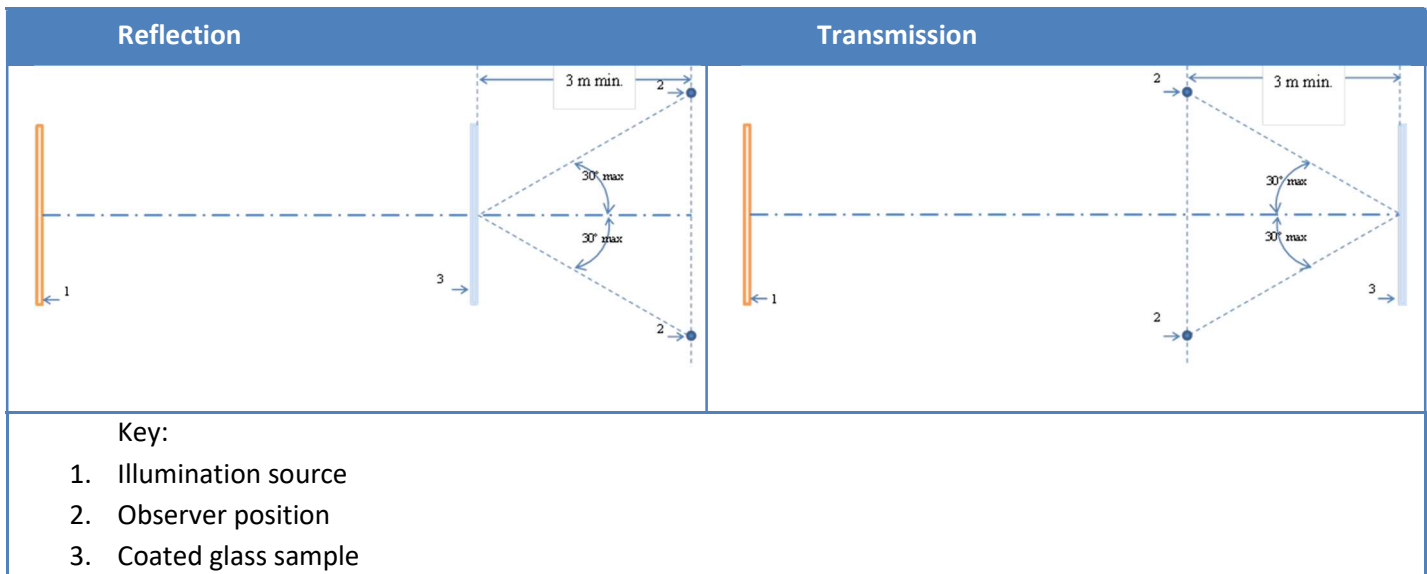 Reflection
Transmission
3 m min.
2
30° max
30° max
3
1
2
2
3 m min.
30° max
30° max
3
1
2
Key:
1. Illumination source
2. Observer position
3. Coated glass sample